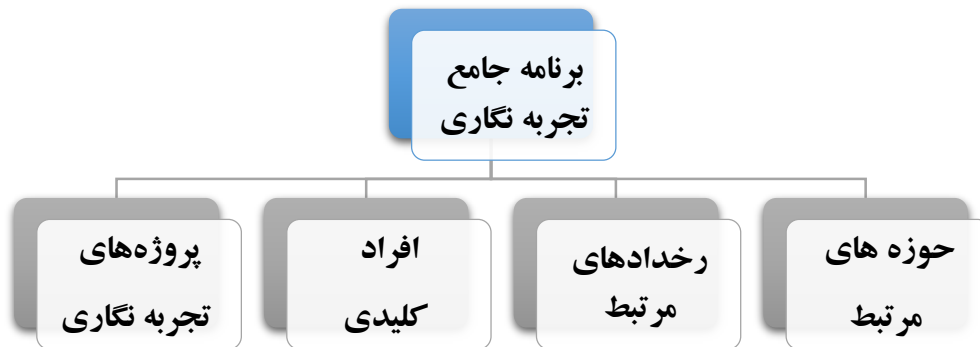 برنامه جامع
تجربه نگاری
حوزه های
مرتبط
رخدادهای
مرتبط
افراد
کلیدی
پروژه‌های
تجربه نگاری